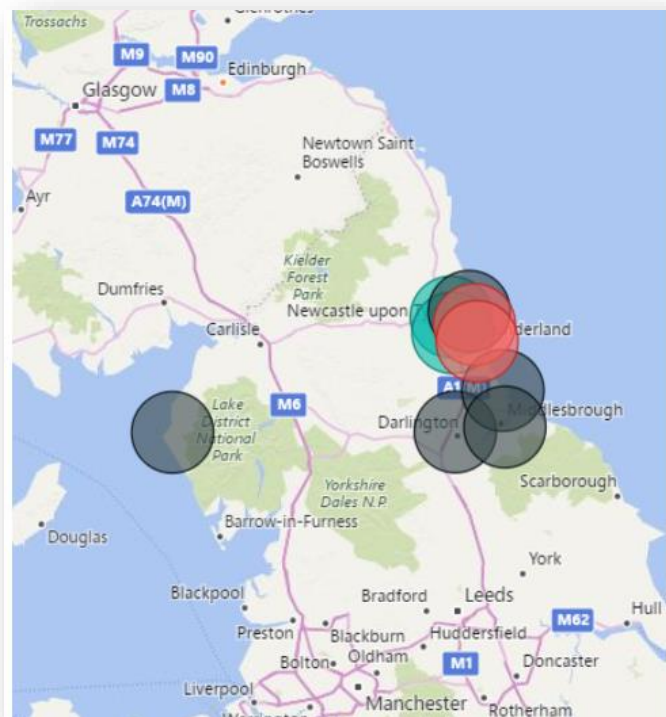 Trossachs
Glenrothes
M9
M90
Edinburgh
Glasgow
M8
M77
M74
Newtown Saint
Boswells
A74(M)
Ayr
Kielder
Forest
Park
Dumfries
Newcastle upon
derland
Carlisle
Lake
District
National
Park
M6
A1(M)
Middlesbrough
Darlington
Yorkshire
Dales N.P.
Scarborough
Douglas
Barrow-in-Furness
York
Blackpool
Bradford
Leeds
Preston
M62
Hull
Blackburn
Huddersfield
Bolton
Oldham
M1
Doncaster
Liverpool
Manchester
Rotherham